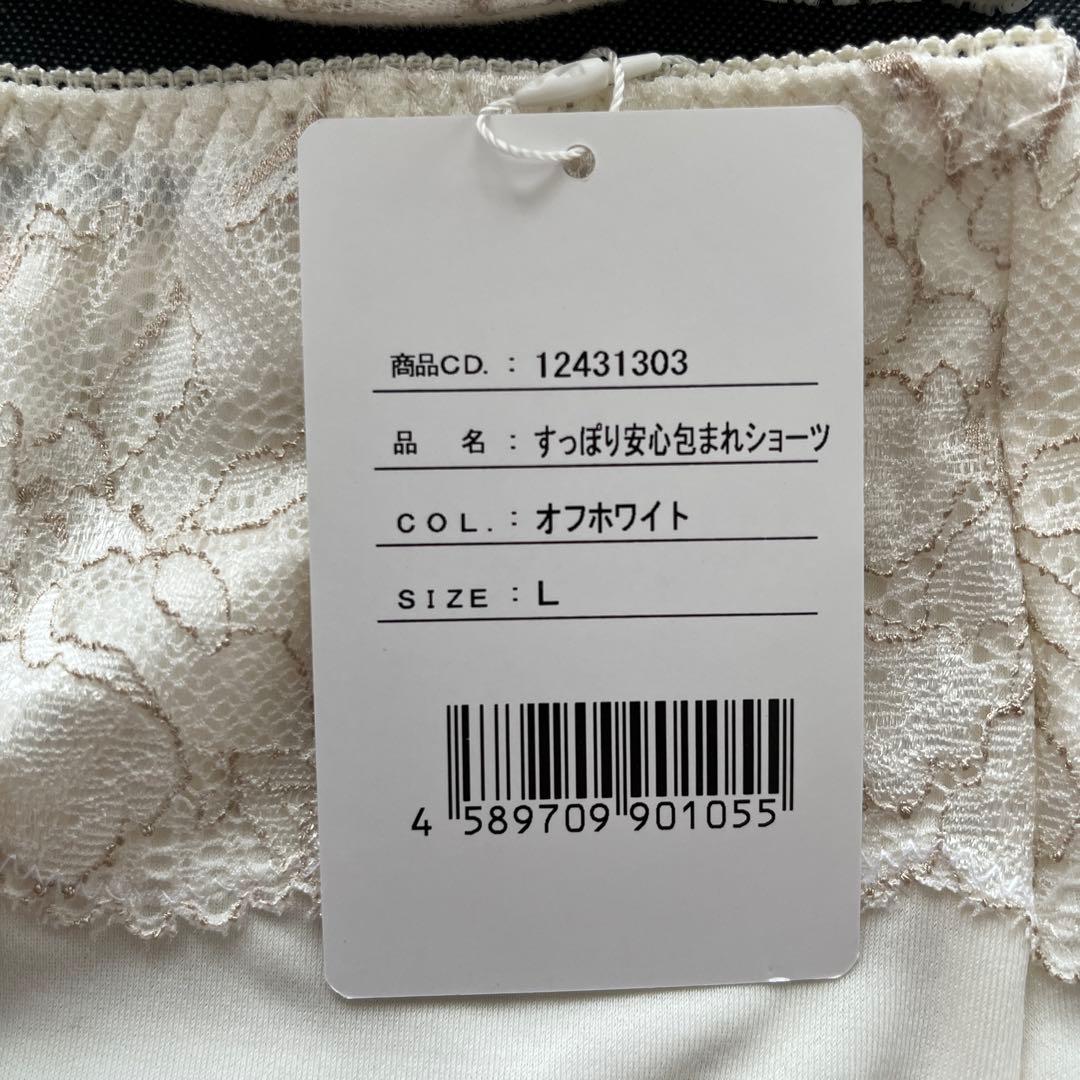 商品CD. : 12431303
品 名 : すっぽり安心包まれショーツ
COL. : オフホワイト
SIZE : L
4 589709 901055